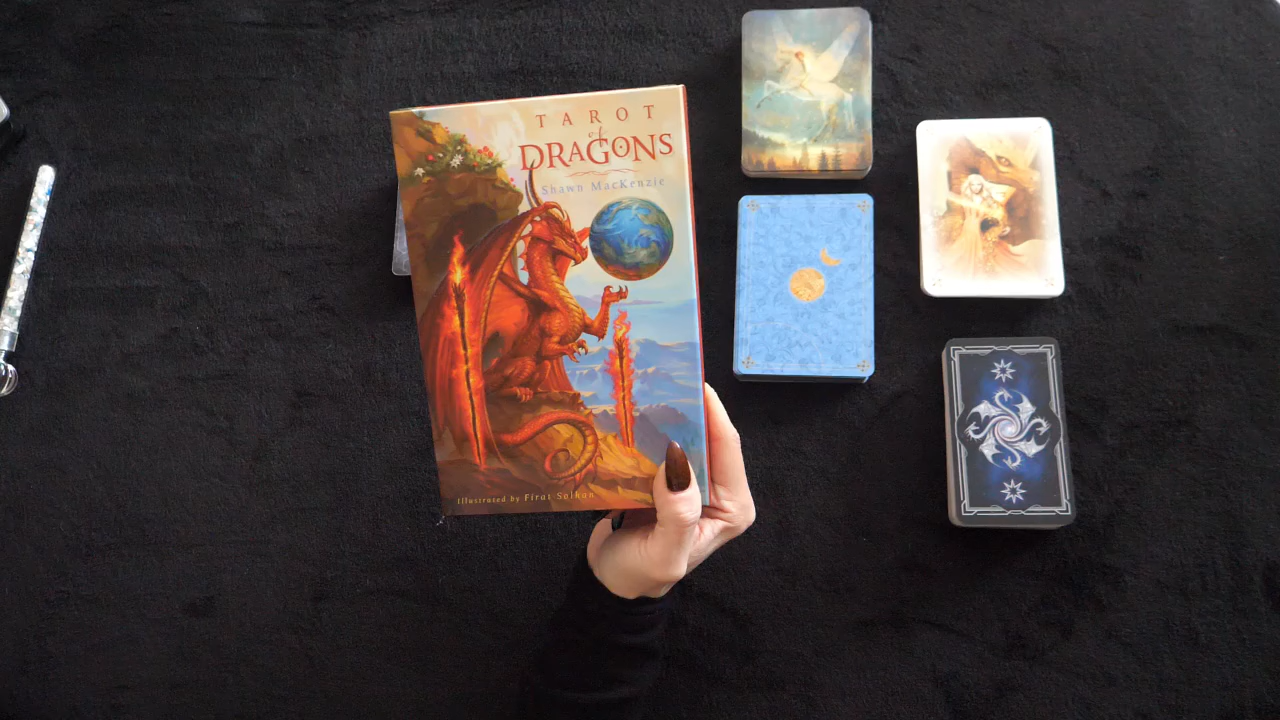 TAROT
of
DRAGONS
Shawn MacKenzie
Illustrated by Firat Solhan